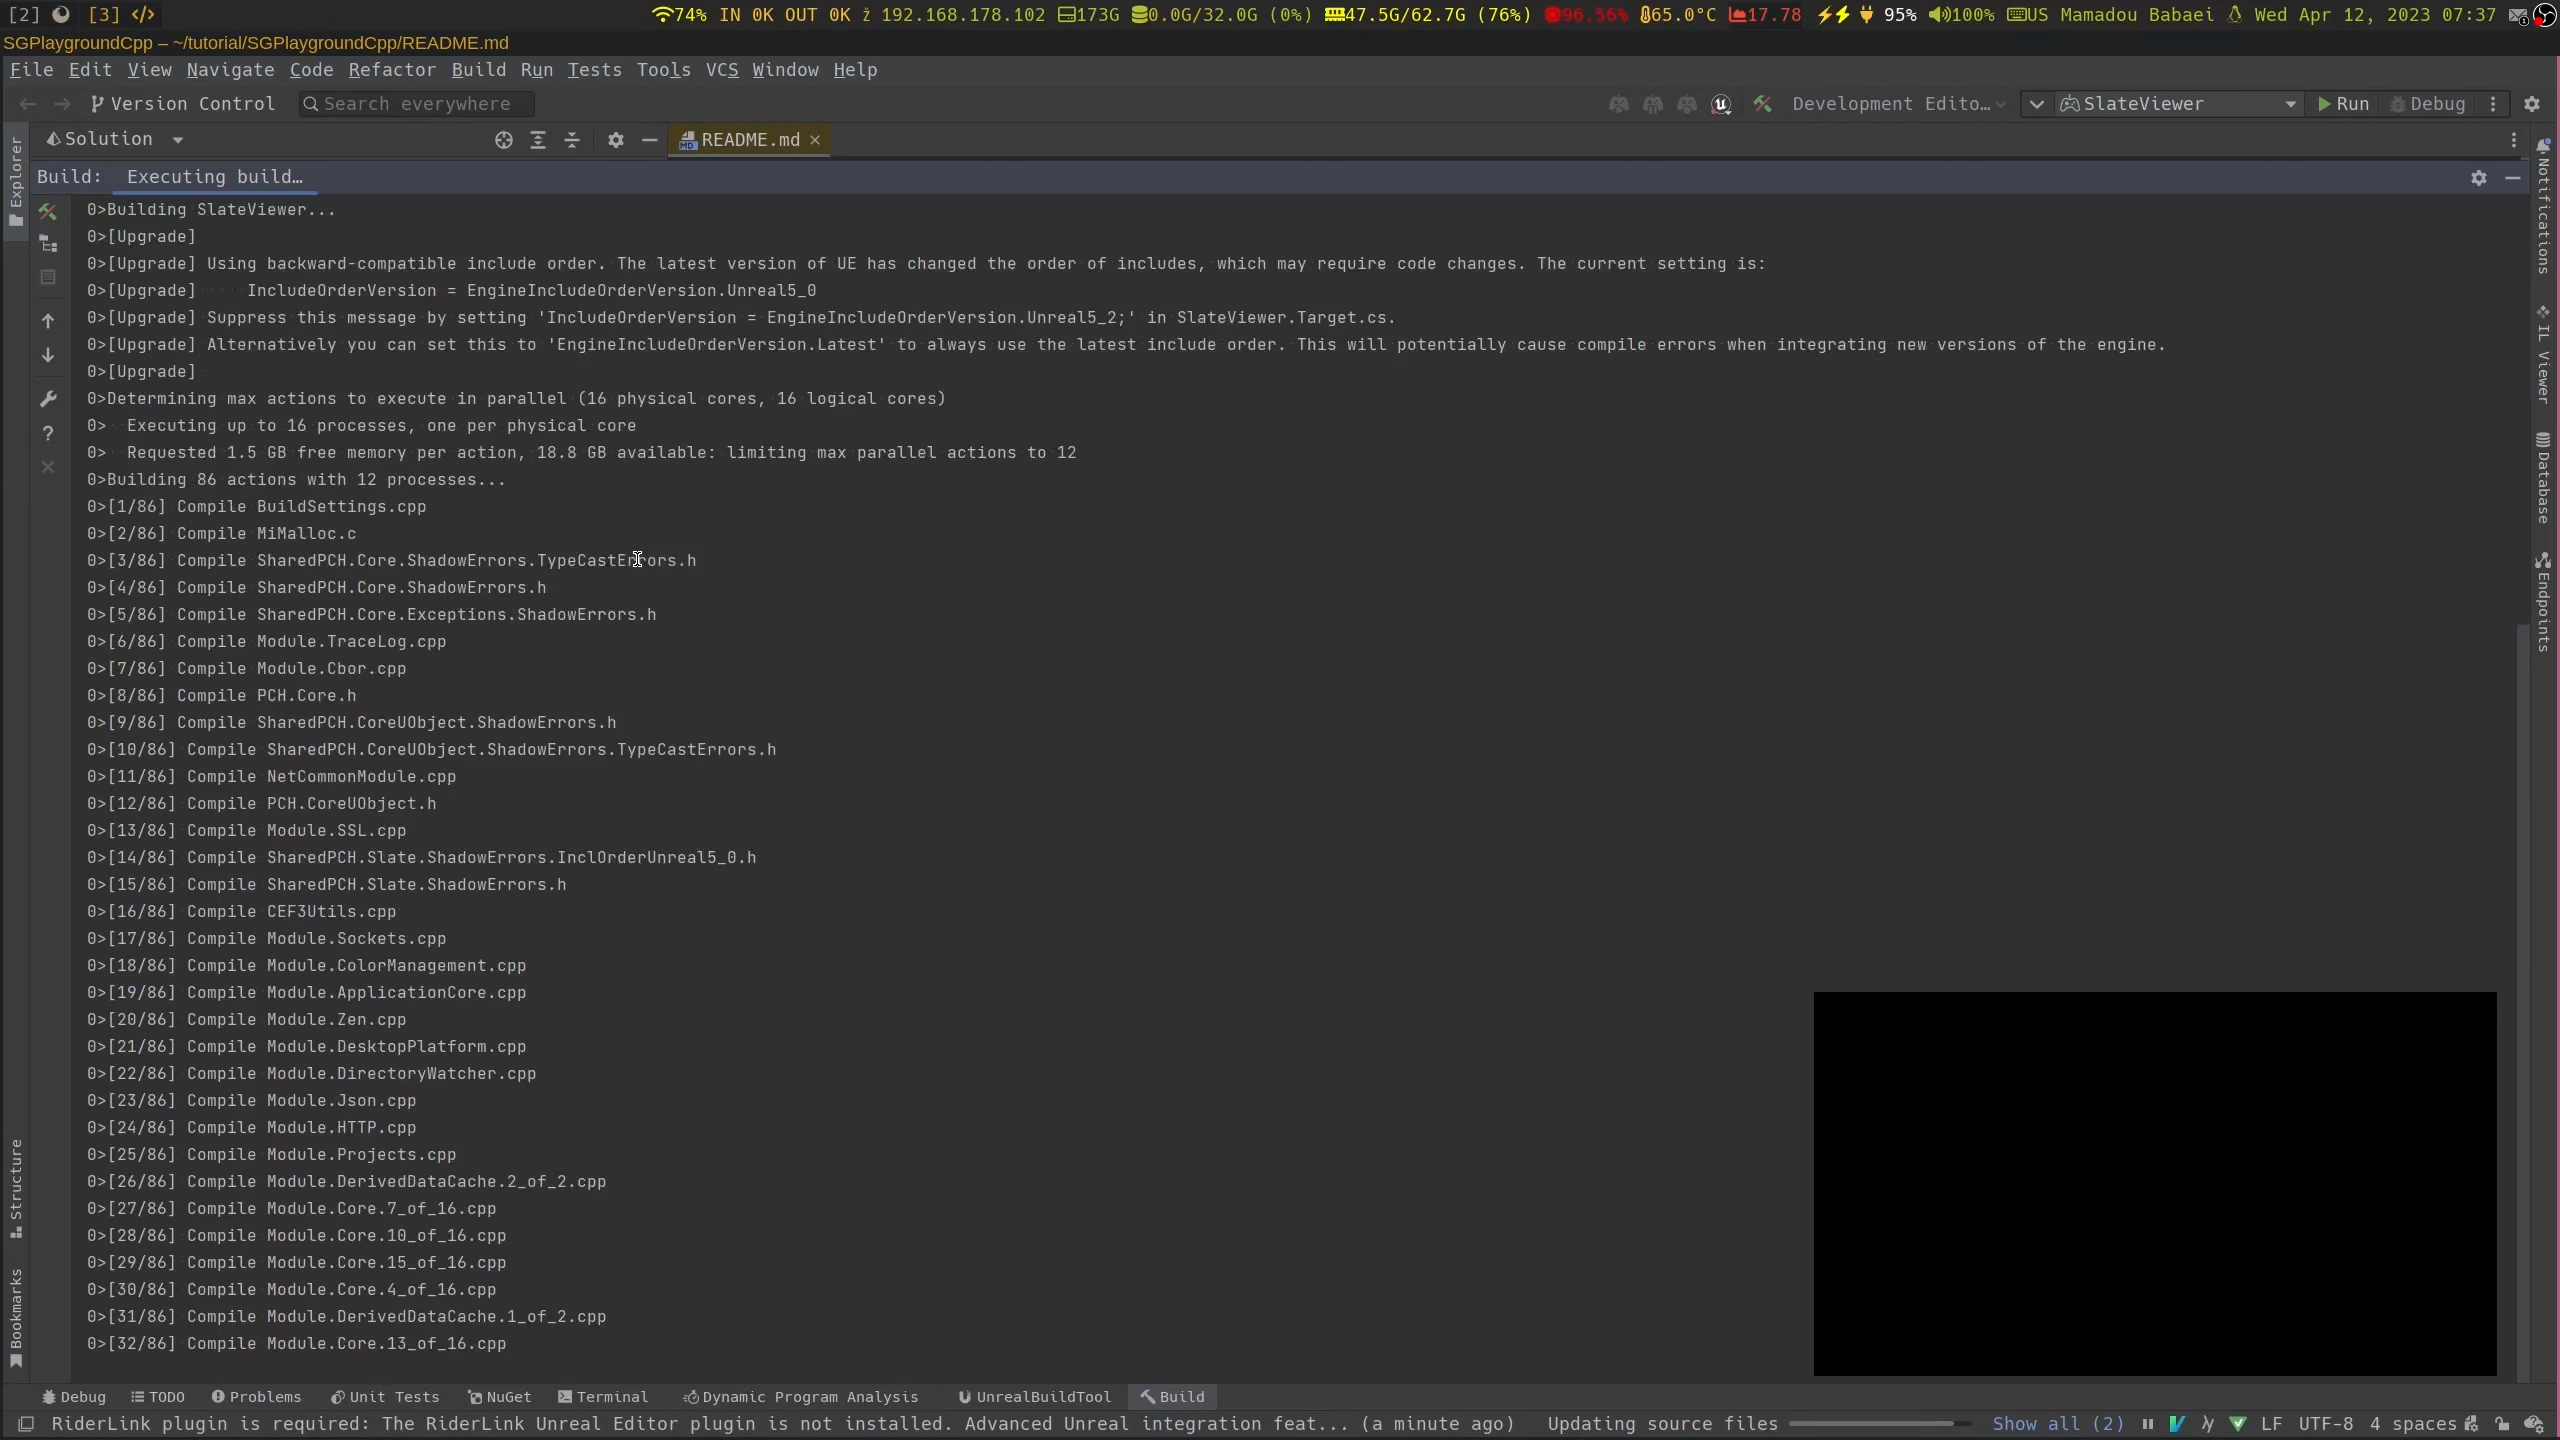 [2] [3] </> 74% IN 0K OUT 0K ż 192.168.178.102 173G 0.0G/32.0G (0%) 47.5G/62.7G (76%) 96.56% 65.0°C 17.78 95% 100% US Mamadou Babaei Wed Apr 12, 2023 07:37
SGPlaygroundCpp – ~/tutorial/SGPlaygroundCpp/README.md
File Edit View Navigate Code Refactor Build Run Tests Tools VCS Window Help
Version Control Search everywhere Development Edito... SlateViewer Run Debug
Solution README.md
Build: Executing build...
0>Building SlateViewer...
0>[Upgrade]
0>[Upgrade] Using backward-compatible include order. The latest version of UE has changed the order of includes, which may require code changes. The current setting is:
0>[Upgrade] IncludeOrderVersion = EngineIncludeOrderVersion.Unreal5_0
0>[Upgrade] Suppress this message by setting 'IncludeOrderVersion = EngineIncludeOrderVersion.Unreal5_2;' in SlateViewer.Target.cs.
0>[Upgrade] Alternatively you can set this to 'EngineIncludeOrderVersion.Latest' to always use the latest include order. This will potentially cause compile errors when integrating new versions of the engine.
0>[Upgrade]
0>Determining max actions to execute in parallel (16 physical cores, 16 logical cores)
0> Executing up to 16 processes, one per physical core
0> Requested 1.5 GB free memory per action, 18.8 GB available: limiting max parallel actions to 12
0>Building 86 actions with 12 processes...
0>[1/86] Compile BuildSettings.cpp
0>[2/86] Compile MiMalloc.c
0>[3/86] Compile SharedPCH.Core.ShadowErrors.TypeCastErrors.h
0>[4/86] Compile SharedPCH.Core.ShadowErrors.h
0>[5/86] Compile SharedPCH.Core.Exceptions.ShadowErrors.h
0>[6/86] Compile Module.TraceLog.cpp
0>[7/86] Compile Module.Cbor.cpp
0>[8/86] Compile PCH.Core.h
0>[9/86] Compile SharedPCH.CoreUObject.ShadowErrors.h
0>[10/86] Compile SharedPCH.CoreUObject.ShadowErrors.TypeCastErrors.h
0>[11/86] Compile NetCommonModule.cpp
0>[12/86] Compile PCH.CoreUObject.h
0>[13/86] Compile Module.SSL.cpp
0>[14/86] Compile SharedPCH.Slate.ShadowErrors.InclOrderUnreal5_0.h
0>[15/86] Compile SharedPCH.Slate.ShadowErrors.h
0>[16/86] Compile CEF3Utils.cpp
0>[17/86] Compile Module.Sockets.cpp
0>[18/86] Compile Module.ColorManagement.cpp
0>[19/86] Compile Module.ApplicationCore.cpp
0>[20/86] Compile Module.Zen.cpp
0>[21/86] Compile Module.DesktopPlatform.cpp
0>[22/86] Compile Module.DirectoryWatcher.cpp
0>[23/86] Compile Module.Json.cpp
0>[24/86] Compile Module.HTTP.cpp
0>[25/86] Compile Module.Projects.cpp
0>[26/86] Compile Module.DerivedDataCache.2_of_2.cpp
0>[27/86] Compile Module.Core.7_of_16.cpp
0>[28/86] Compile Module.Core.10_of_16.cpp
0>[29/86] Compile Module.Core.15_of_16.cpp
0>[30/86] Compile Module.Core.4_of_16.cpp
0>[31/86] Compile Module.DerivedDataCache.1_of_2.cpp
0>[32/86] Compile Module.Core.13_of_16.cpp
Explorer
Structure
Bookmarks
Notifications
IL Viewer
Database
Endpoints
Debug TODO Problems Unit Tests NuGet Terminal Dynamic Program Analysis UnrealBuildTool Build
RiderLink plugin is required: The RiderLink Unreal Editor plugin is not installed. Advanced Unreal integration feat... (a minute ago) Updating source files Show all (2) LF UTF-8 4 spaces